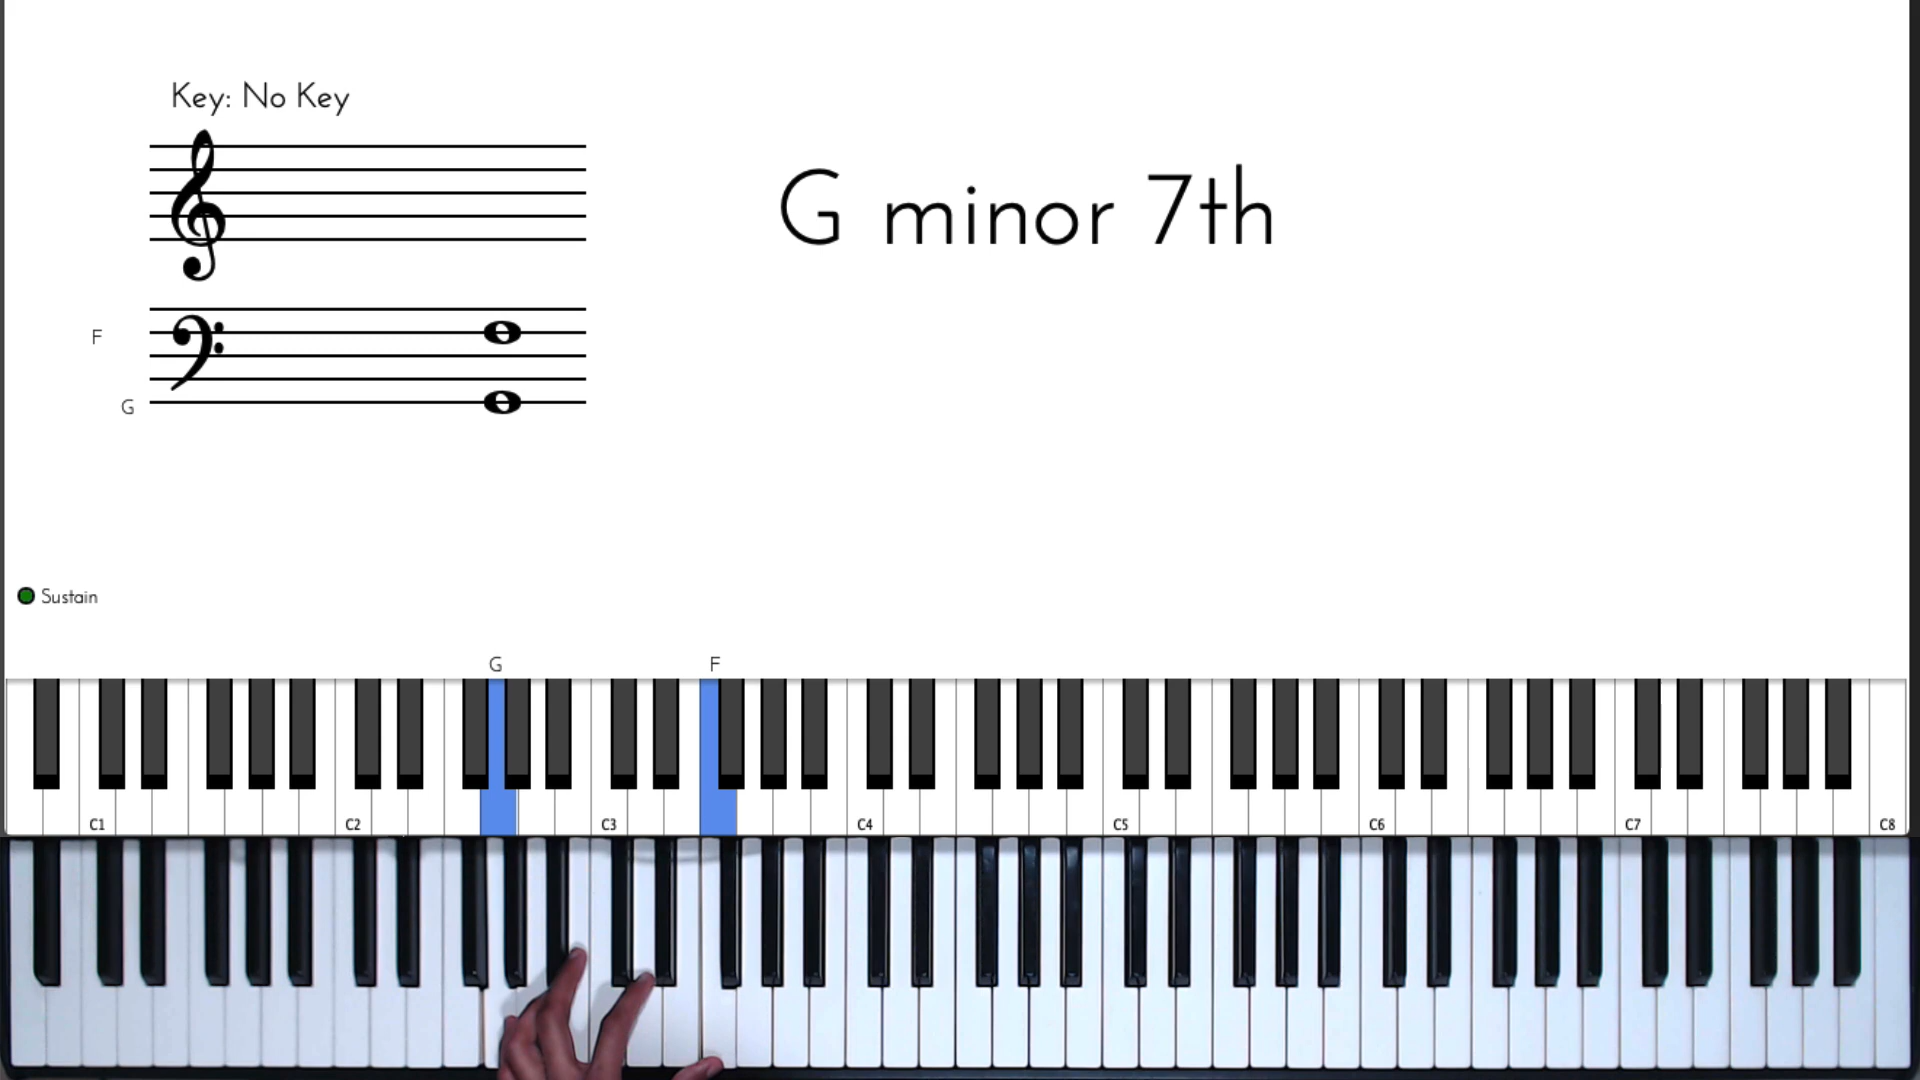 Key: No Key
G minor 7th
F
G
Sustain
G F
C1 C2 C3 C4 C5 C6 C7 C8